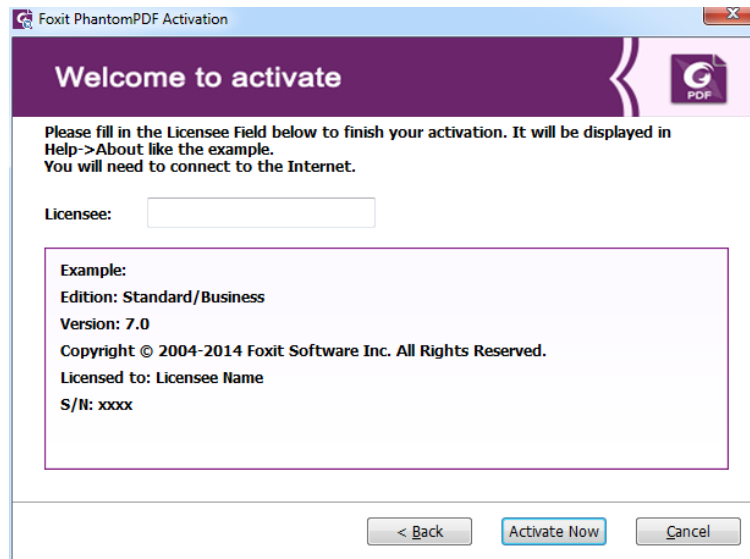 Foxit PhantomPDF Activation
Welcome to activate
PDF
Please fill in the Licensee Field below to finish your activation. It will be displayed in
Help->About like the example.
You will need to connect to the Internet.
Licensee:
Example:
Edition: Standard/Business
Version: 7.0
Copyright © 2004-2014 Foxit Software Inc. All Rights Reserved.
Licensed to: Licensee Name
S/N: xxxx
< Back
Activate Now
Cancel